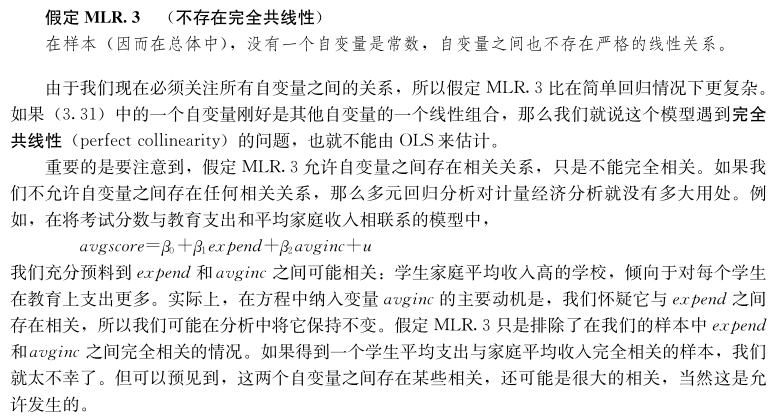 假定 MLR. 3 （不存在完全共线性）
在样本（因而在总体中），没有一个自变量是常数，自变量之间也不存在严格的线性关系。
由于我们现在必须关注所有自变量之间的关系，所以假定 MLR. 3 比在简单回归情况下更复杂。
如果（3.31）中的一个自变量刚好是其他自变量的一个线性组合，那么我们就说这个模型遇到完全
共线性（perfect collinearity）的问题，也就不能由 OLS 来估计。
重要的是要注意到，假定 MLR. 3 允许自变量之间存在相关关系，只是不能完全相关。如果我
们不允许自变量之间存在任何相关关系，那么多元回归分析对计量经济分析就没有多大用处。例
如，在将考试分数与教育支出和平均家庭收入相联系的模型中，
avgscore=β₀+β₁expend+β₂avginc+u
我们充分预料到 expend 和 avginc 之间可能相关：学生家庭平均收入高的学校，倾向于对每个学生
在教育上支出更多。实际上，在方程中纳入变量 avginc 的主要动机是，我们怀疑它与 expend 之间
存在相关，所以我们可能在分析中将它保持不变。假定 MLR. 3 只是排除了在我们的样本中 expend
和avginc 之间完全相关的情况。如果得到一个学生平均支出与家庭平均收入完全相关的样本，我们
就太不幸了。但可以预见到，这两个自变量之间存在某些相关，还可能是很大的相关，当然这是允
许发生的。